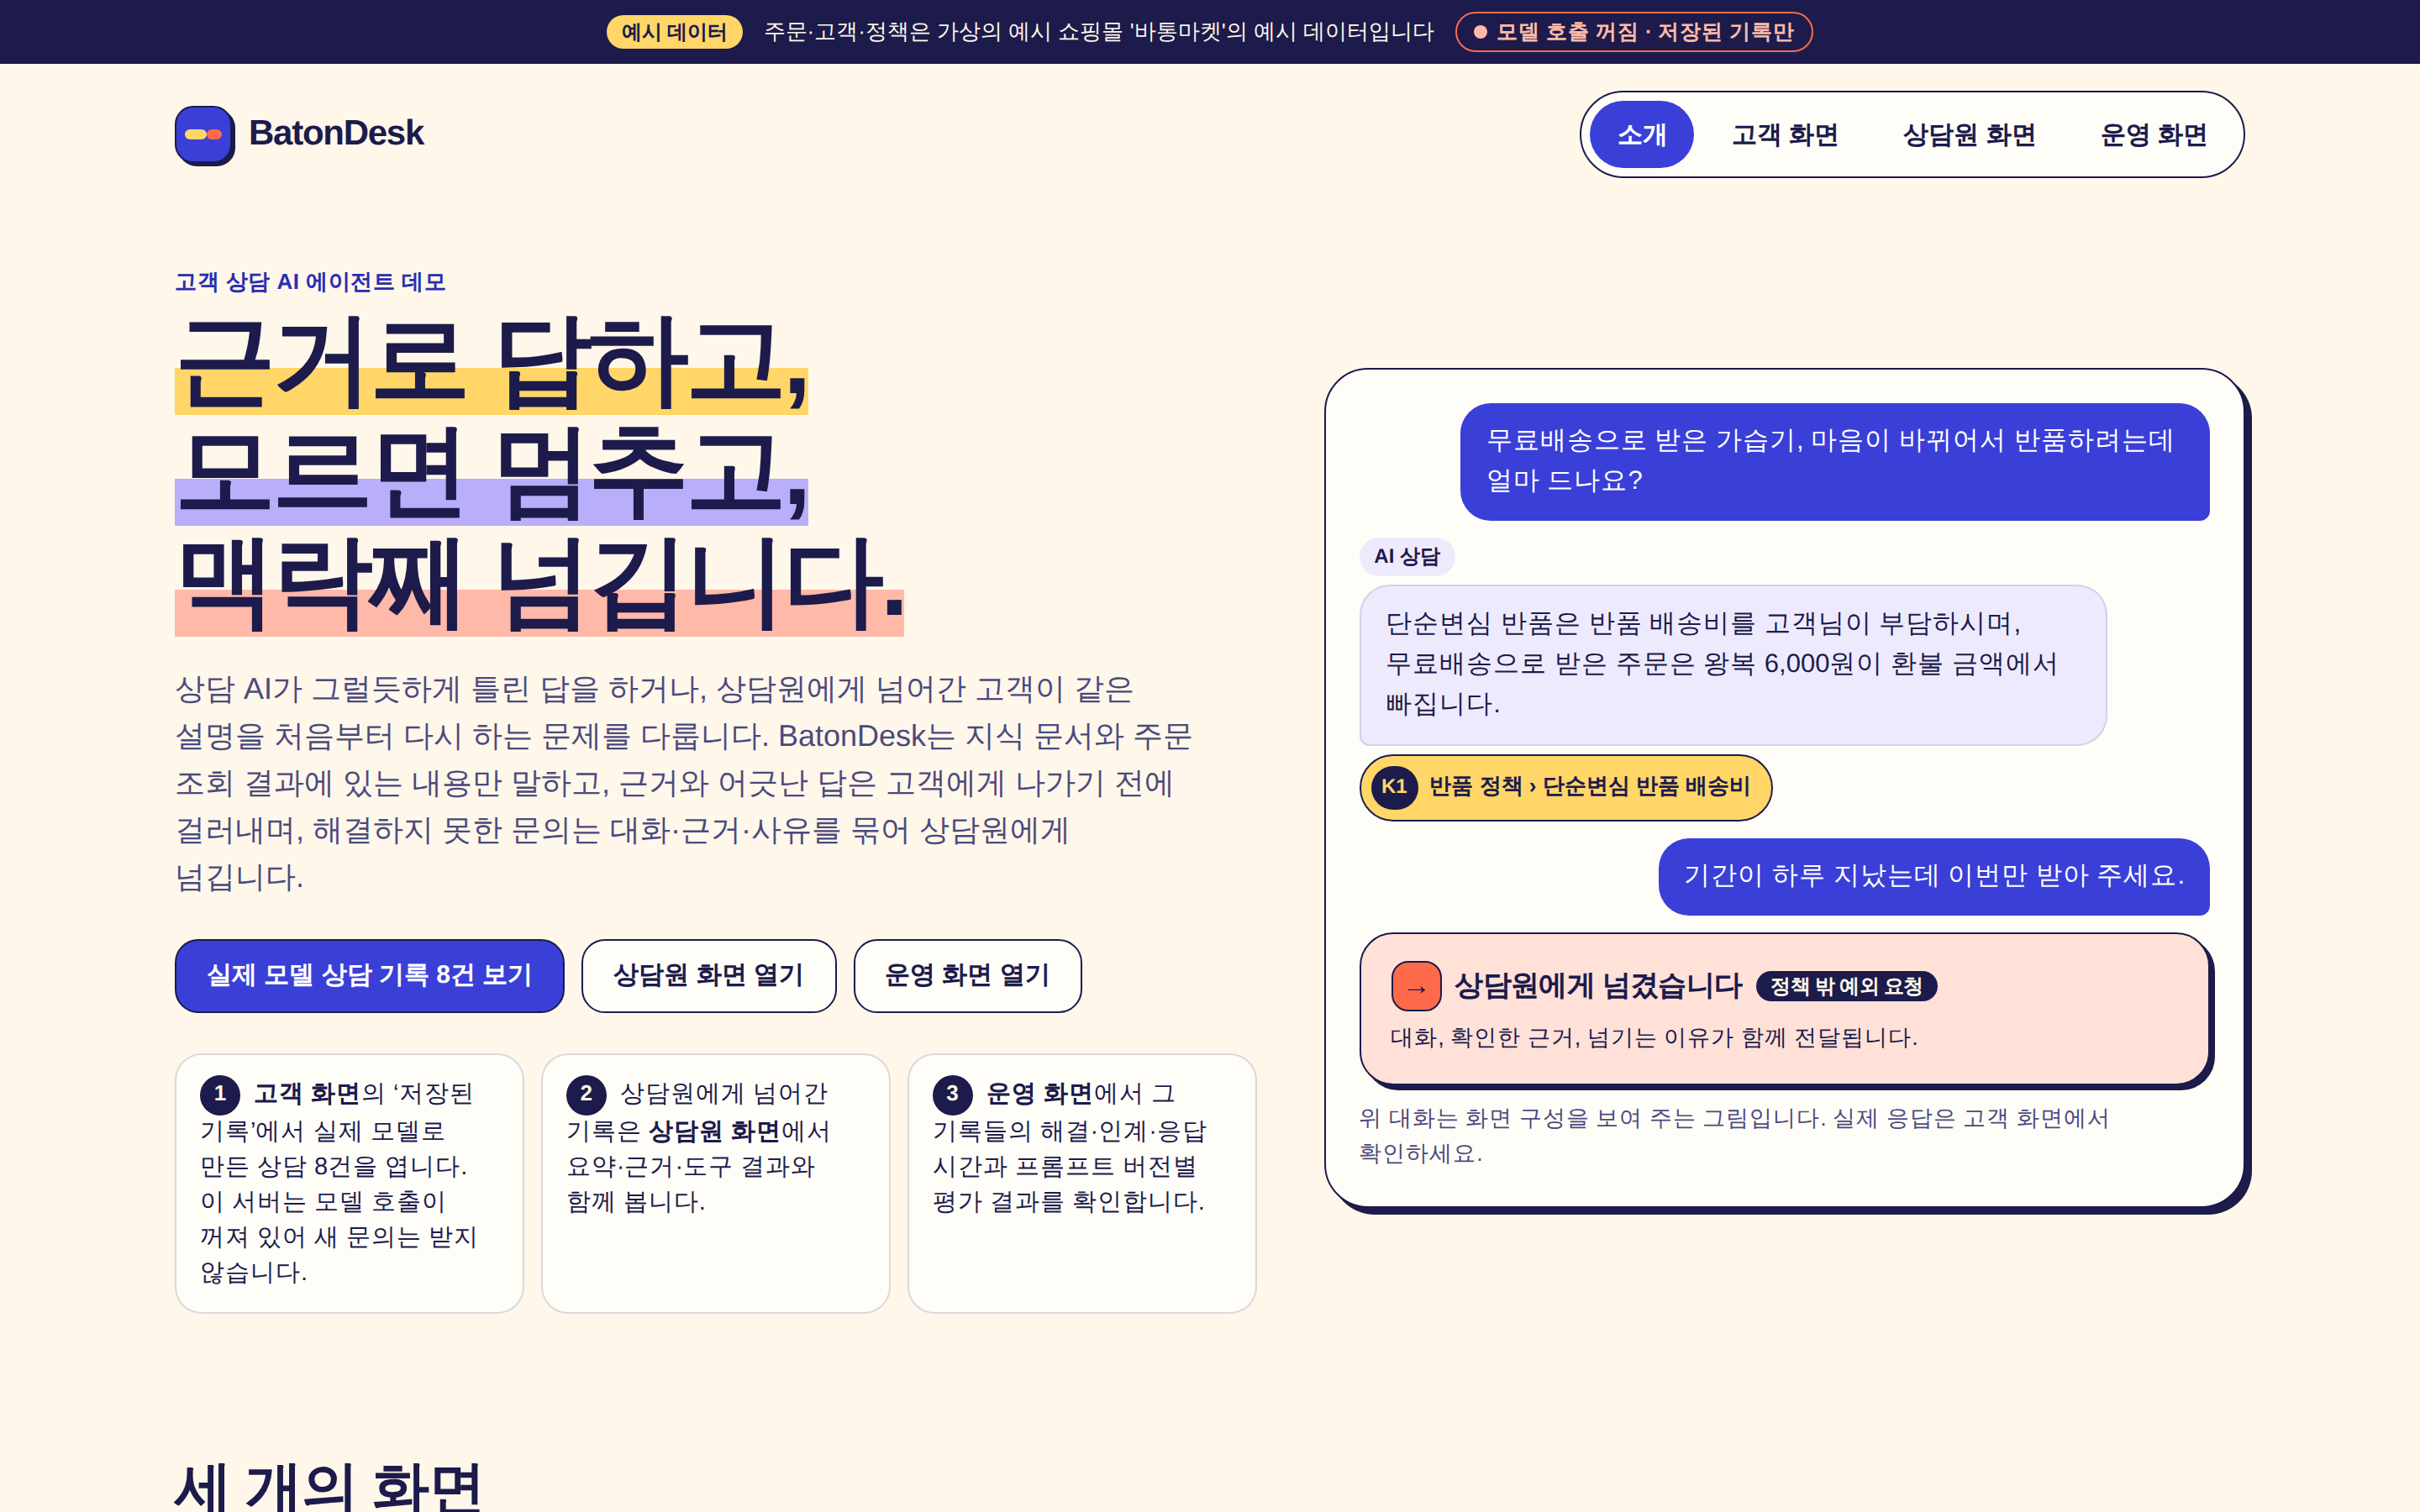 예시 데이터 주문·고객·정책은 가상의 예시 쇼핑몰 '바통마켓'의 예시 데이터입니다 모델 호출 꺼짐 · 저장된 기록만
BatonDesk
소개 고객 화면 상담원 화면 운영 화면
고객 상담 AI 에이전트 데모
근거로 답하고,
모르면 멈추고,
맥락째 넘깁니다.
상담 AI가 그럴듯하게 틀린 답을 하거나, 상담원에게 넘어간 고객이 같은
설명을 처음부터 다시 하는 문제를 다룹니다. BatonDesk는 지식 문서와 주문
조회 결과에 있는 내용만 말하고, 근거와 어긋난 답은 고객에게 나가기 전에
걸러내며, 해결하지 못한 문의는 대화·근거·사유를 묶어 상담원에게
넘깁니다.
실제 모델 상담 기록 8건 보기 상담원 화면 열기 운영 화면 열기
1 고객 화면의 ‘저장된
기록’에서 실제 모델로
만든 상담 8건을 엽니다.
이 서버는 모델 호출이
꺼져 있어 새 문의는 받지
않습니다.
2 상담원에게 넘어간
기록은 상담원 화면에서
요약·근거·도구 결과와
함께 봅니다.
3 운영 화면에서 그
기록들의 해결·인계·응답
시간과 프롬프트 버전별
평가 결과를 확인합니다.
무료배송으로 받은 가습기, 마음이 바뀌어서 반품하려는데
얼마 드나요?
AI 상담
단순변심 반품은 반품 배송비를 고객님이 부담하시며,
무료배송으로 받은 주문은 왕복 6,000원이 환불 금액에서
빠집니다.
K1 반품 정책 › 단순변심 반품 배송비
기간이 하루 지났는데 이번만 받아 주세요.
→ 상담원에게 넘겼습니다 정책 밖 예외 요청
대화, 확인한 근거, 넘기는 이유가 함께 전달됩니다.
위 대화는 화면 구성을 보여 주는 그림입니다. 실제 응답은 고객 화면에서
확인하세요.
세 개의 화면